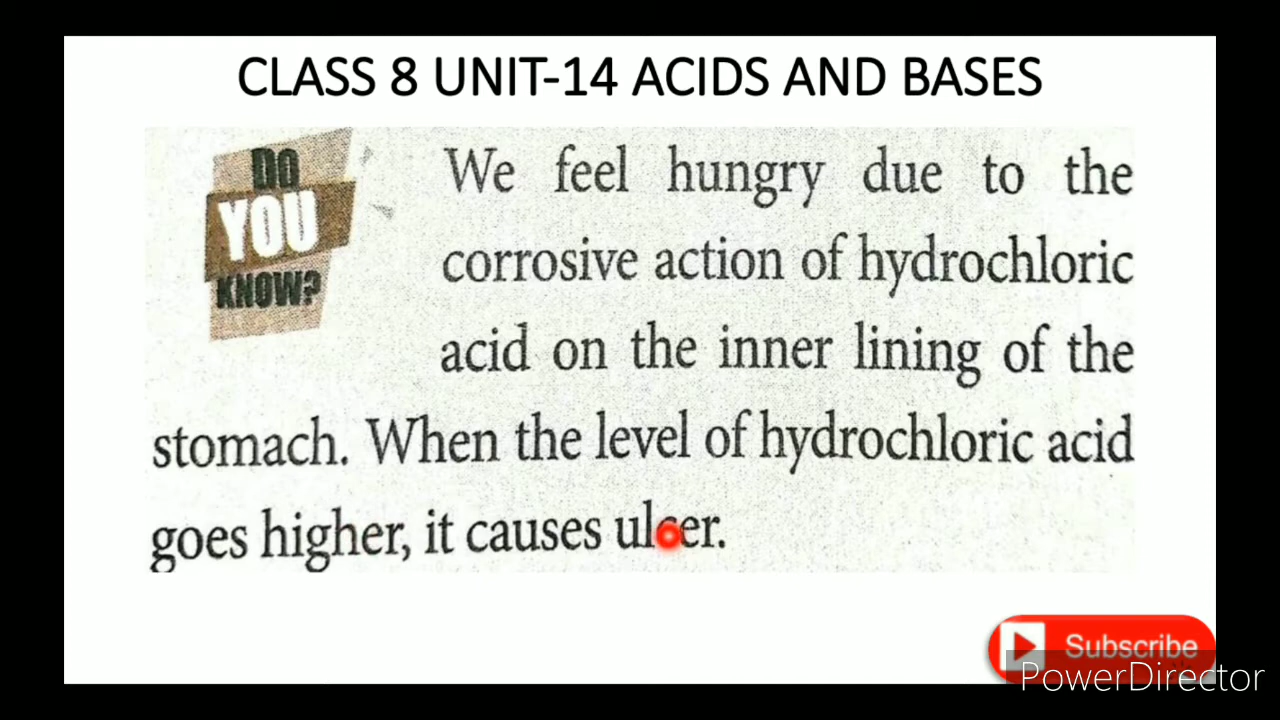 CLASS 8 UNIT-14 ACIDS AND BASES
DO
YOU
KNOW?
We feel hungry due to the
corrosive action of hydrochloric
acid on the inner lining of the
stomach. When the level of hydrochloric acid
goes higher, it causes ulcer.
Subscribe
PowerDirector